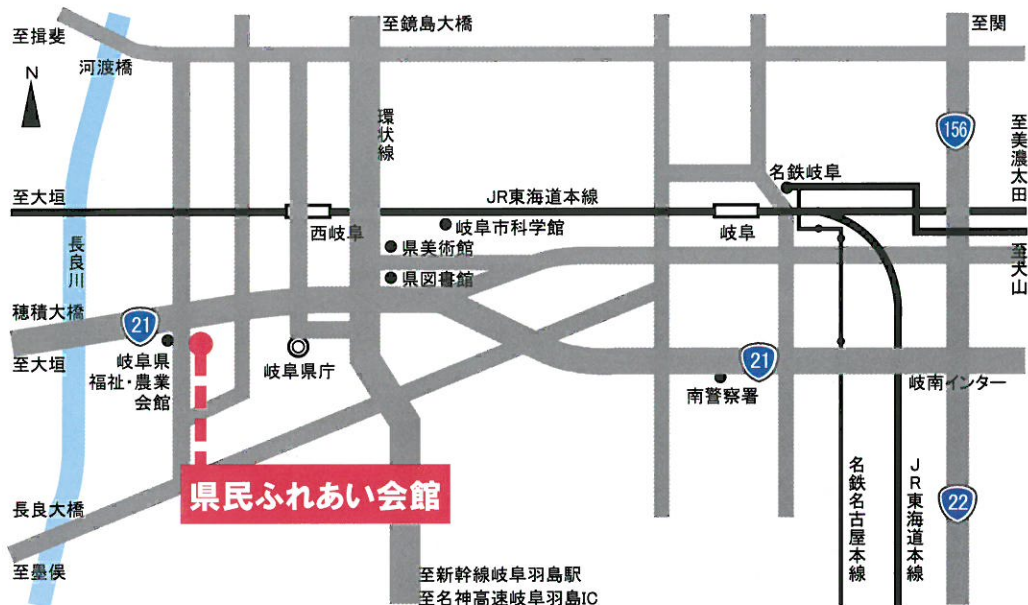 至揖斐
至鏡島大橋
至関
河渡橋
N
環状線
156
至美濃太田
名鉄岐阜
至大垣
JR東海道本線
西岐阜
岐阜市科学館
岐阜
県美術館
長良川
県図書館
至犬山
穂積大橋
21
至大垣
岐阜県
福祉・農業
会館
岐阜県庁
21
南警察署
岐南インター
県民ふれあい会館
名鉄名古屋本線
JR東海道本線
22
長良大橋
至墨俣
至新幹線岐阜羽島駅
至名神高速岐阜羽島IC